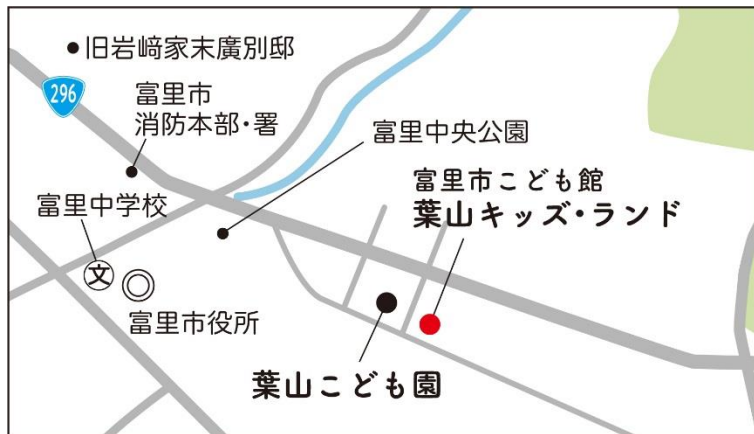 旧岩﨑家末廣別邸
296
富里市
消防本部・署
富里中央公園
富里市こども館
葉山キッズ・ランド
富里中学校
文
富里市役所
葉山こども園